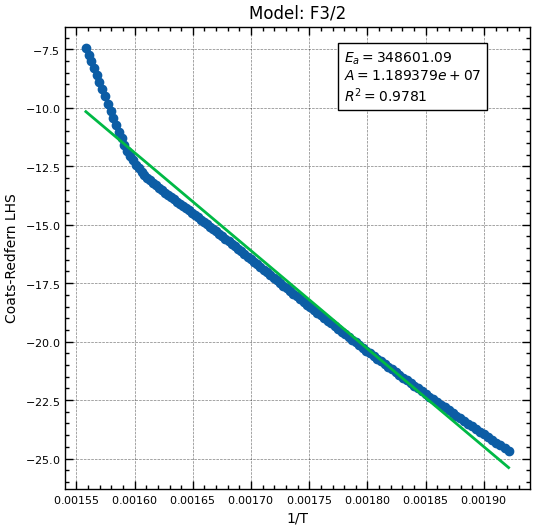 Model: F3/2
E_a = 348601.09
A = 1.189379e + 07
R^2 = 0.9781
Coats-Redfern LHS
−7.5
−10.0
−12.5
−15.0
−17.5
−20.0
−22.5
−25.0
0.00155 0.00160 0.00165 0.00170 0.00175 0.00180 0.00185 0.00190
1/T